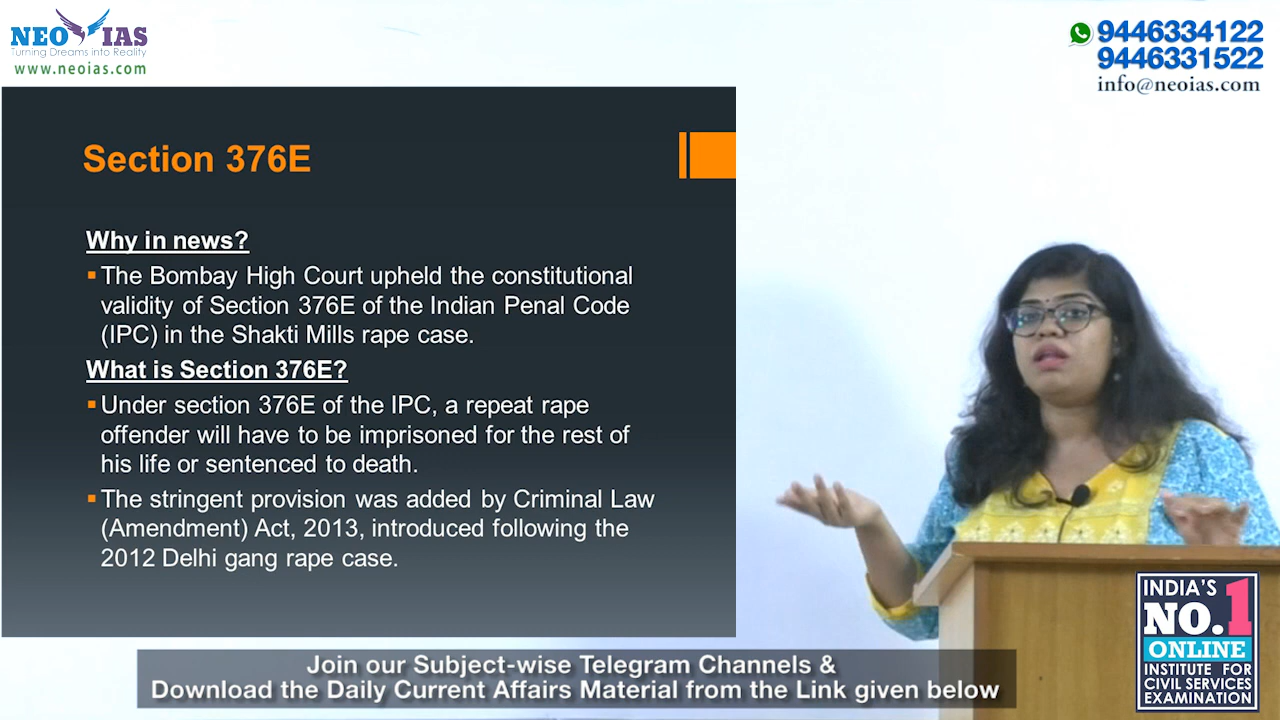 NEO IAS
Turning Dreams into Reality
www.neoias.com
9446334122
9446331522
info@neoias.com
Section 376E
Why in news?
The Bombay High Court upheld the constitutional
validity of Section 376E of the Indian Penal Code
(IPC) in the Shakti Mills rape case.
What is Section 376E?
Under section 376E of the IPC, a repeat rape
offender will have to be imprisoned for the rest of
his life or sentenced to death.
The stringent provision was added by Criminal Law
(Amendment) Act, 2013, introduced following the
2012 Delhi gang rape case.
INDIA'S
NO.1
ONLINE
INSTITUTE FOR
CIVIL SERVICES
EXAMINATION
Join our Subject-wise Telegram Channels &
Download the Daily Current Affairs Material from the Link given below